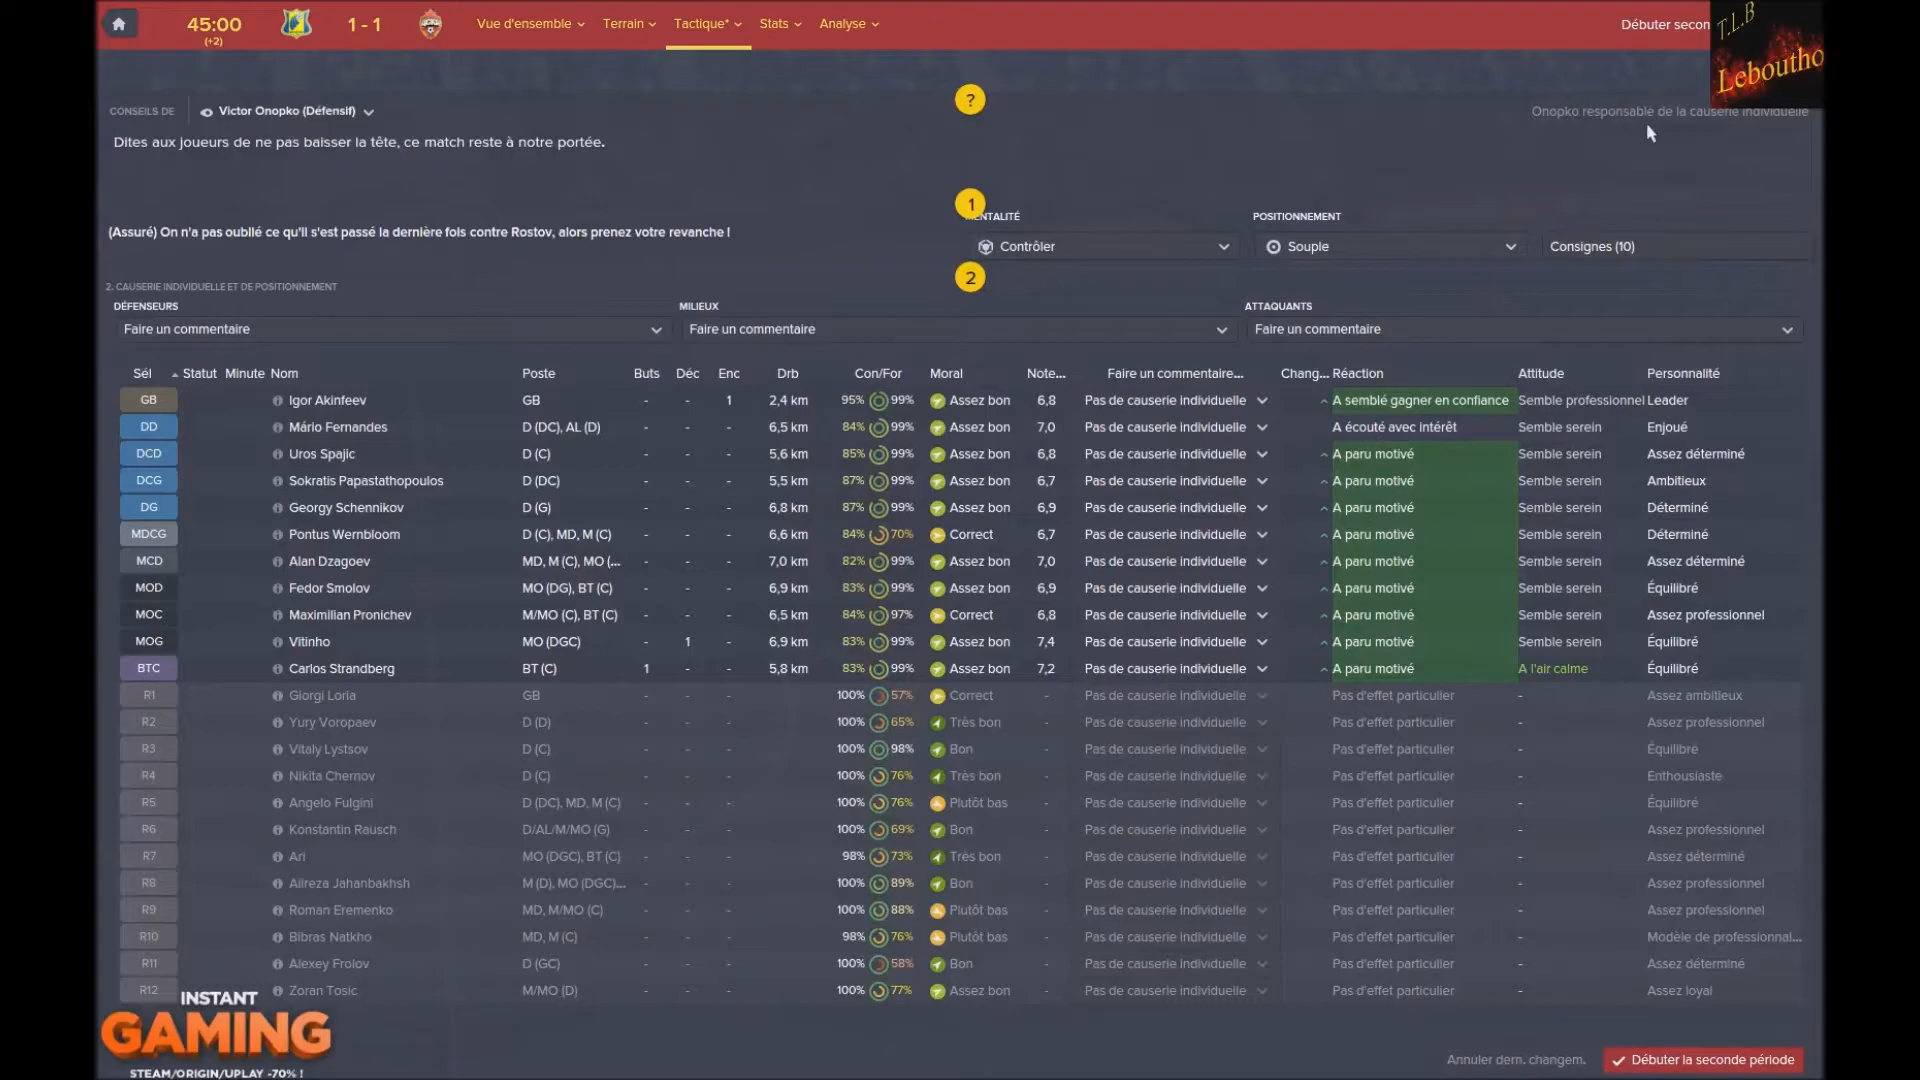 45:00
(+2)
1 - 1
Vue d'ensemble
Terrain
Tactique*
Stats
Analyse
Débuter secon
T.L.B
Leboutho
CONSEILS DE
Victor Onopko (Défensif)
?
Onopko responsable de la causerie individuelle
Dites aux joueurs de ne pas baisser la tête, ce match reste à notre portée.
1
NTALITÉ
POSITIONNEMENT
(Assuré) On n'a pas oublié ce qu'il s'est passé la dernière fois contre Rostov, alors prenez votre revanche !
Contrôler
Souple
Consignes (10)
2
2. CAUSERIE INDIVIDUELLE ET DE POSITIONNEMENT
DÉFENSEURS
MILIEUX
ATTAQUANTS
Faire un commentaire
Faire un commentaire
Faire un commentaire
Sél Statut Minute Nom Poste Buts Déc Enc Drb Con/For Moral Note... Faire un commentaire... Chang... Réaction Attitude Personnalité
GB Igor Akinfeev GB - - 1 2,4 km 95% 99% Assez bon 6,8 Pas de causerie individuelle A semblé gagner en confiance Semble professionnel Leader
DD Mário Fernandes D (DC), AL (D) - - - 6,5 km 84% 99% Assez bon 7,0 Pas de causerie individuelle A écouté avec intérêt Semble serein Enjoué
DCD Uros Spajic D (C) - - - 5,6 km 85% 99% Assez bon 6,8 Pas de causerie individuelle A paru motivé Semble serein Assez déterminé
DCG Sokratis Papastathopoulos D (DC) - - - 5,5 km 87% 99% Assez bon 6,7 Pas de causerie individuelle A paru motivé Semble serein Ambitieux
DG Georgy Schennikov D (G) - - - 6,8 km 87% 99% Assez bon 6,9 Pas de causerie individuelle A paru motivé Semble serein Déterminé
MDCG Pontus Wernbloom D (C), MD, M (C) - - - 6,6 km 84% 70% Correct 6,7 Pas de causerie individuelle A paru motivé Semble serein Déterminé
MCD Alan Dzagoev MD, M (C), MO (... - - - 7,0 km 82% 99% Assez bon 7,0 Pas de causerie individuelle A paru motivé Semble serein Assez déterminé
MOD Fedor Smolov MO (DG), BT (C) - - - 6,9 km 83% 99% Assez bon 6,9 Pas de causerie individuelle A paru motivé Semble serein Équilibré
MOC Maximilian Pronichev M/MO (C), BT (C) - - - 6,5 km 84% 97% Correct 6,8 Pas de causerie individuelle A paru motivé Semble serein Assez professionnel
MOG Vitinho MO (DGC) - 1 - 6,9 km 83% 99% Assez bon 7,4 Pas de causerie individuelle A paru motivé Semble serein Équilibré
BTC Carlos Strandberg BT (C) 1 - - 5,8 km 83% 99% Assez bon 7,2 Pas de causerie individuelle A paru motivé A l'air calme Équilibré
R1 Giorgi Loria GB - - - 100% 57% Correct - Pas de causerie individuelle Pas d'effet particulier - Assez ambitieux
R2 Yury Voropaev D (D) - - - 100% 65% Très bon - Pas de causerie individuelle Pas d'effet particulier - Assez professionnel
R3 Vitaly Lystsov D (C) - - - 100% 98% Bon - Pas de causerie individuelle Pas d'effet particulier - Équilibré
R4 Nikita Chernov D (C) - - - 100% 76% Très bon - Pas de causerie individuelle Pas d'effet particulier - Enthousiaste
R5 Angelo Fulgini D (DC), MD, M (C) - - - 100% 76% Plutôt bas - Pas de causerie individuelle Pas d'effet particulier - Équilibré
R6 Konstantin Rausch D/AL/M/MO (G) - - - 100% 69% Bon - Pas de causerie individuelle Pas d'effet particulier - Assez professionnel
R7 Ari MO (DGC), BT (C) - - - 98% 73% Très bon - Pas de causerie individuelle Pas d'effet particulier - Assez déterminé
R8 Alireza Jahanbakhsh M (D), MO (DGC)... - - - 100% 89% Bon - Pas de causerie individuelle Pas d'effet particulier - Assez professionnel
R9 Roman Eremenko MD, M/MO (C) - - - 100% 88% Plutôt bas - Pas de causerie individuelle Pas d'effet particulier - Assez professionnel
R10 Bibras Natkho MD, M (C) - - - 98% 76% Plutôt bas - Pas de causerie individuelle Pas d'effet particulier - Modèle de professionnal...
R11 Alexey Frolov D (GC) - - - 100% 58% Bon - Pas de causerie individuelle Pas d'effet particulier - Assez déterminé
R12 Zoran Tosic M/MO (D) - - - 100% 77% Assez bon - Pas de causerie individuelle Pas d'effet particulier - Assez loyal
INSTANT
GAMING
STEAM/ORIGIN/UPLAY -70% !
Annuler dern. changem.
Débuter la seconde période